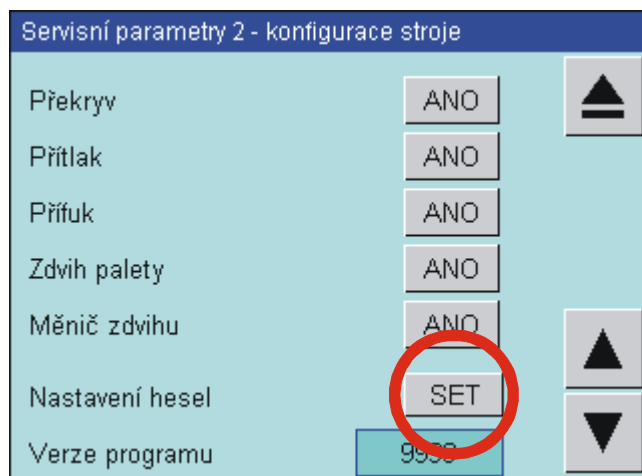 Servisní parametry 2 - konfigurace stroje
Překryv ANO
Přítlak ANO
Přífuk ANO
Zdvih palety ANO
Měnič zdvihu ANO
Nastavení hesel SET
Verze programu 9999